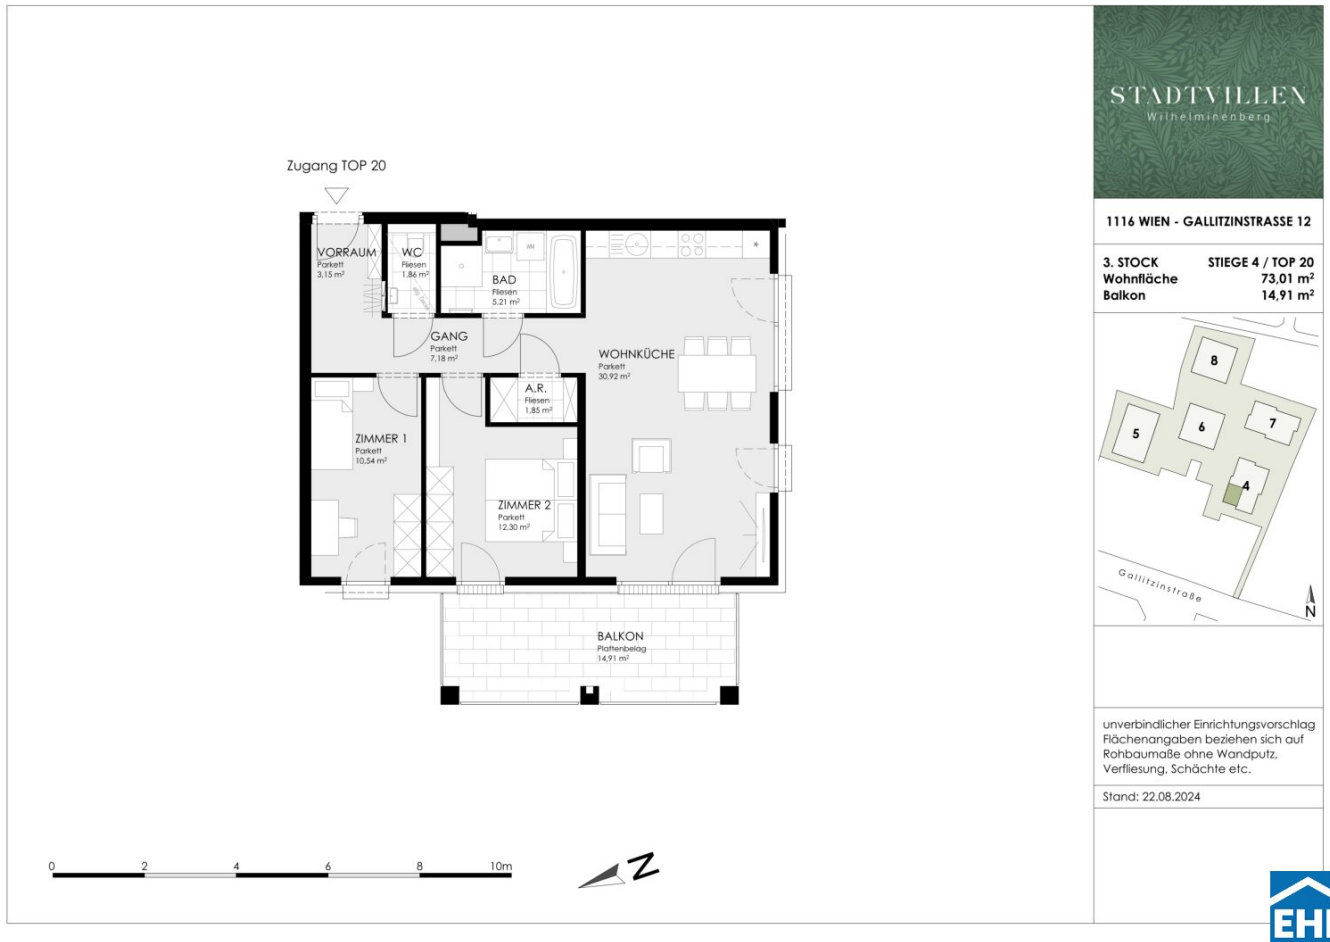 STADTVILLEN
Wilhelminenberg
1116 WIEN - GALLITZINSTRASSE 12
3. STOCK STIEGE 4 / TOP 20
Wohnfläche 73,01 m²
Balkon 14,91 m²
8
5
6
7
4
Gallitzinstraße
N
unverbindlicher Einrichtungsvorschlag
Flächenangaben beziehen sich auf
Rohbaumaße ohne Wandputz,
Verfliesung, Schächte etc.
Stand: 22.08.2024
Zugang TOP 20
VORRAUM
Parkett
3,15 m²
WC
Fliesen
1.86 m²
WM
BAD
Fliesen
5.21 m²
GANG
Parkett
7,18 m²
WOHNKÜCHE
Parkett
30,92 m²
A.R.
Fliesen
1,85 m²
ZIMMER 1
Parkett
10,54 m²
ZIMMER 2
Parkett
12,30 m²
BALKON
Plattenbelag
14,91 m²
0 2 4 6 8 10m
N